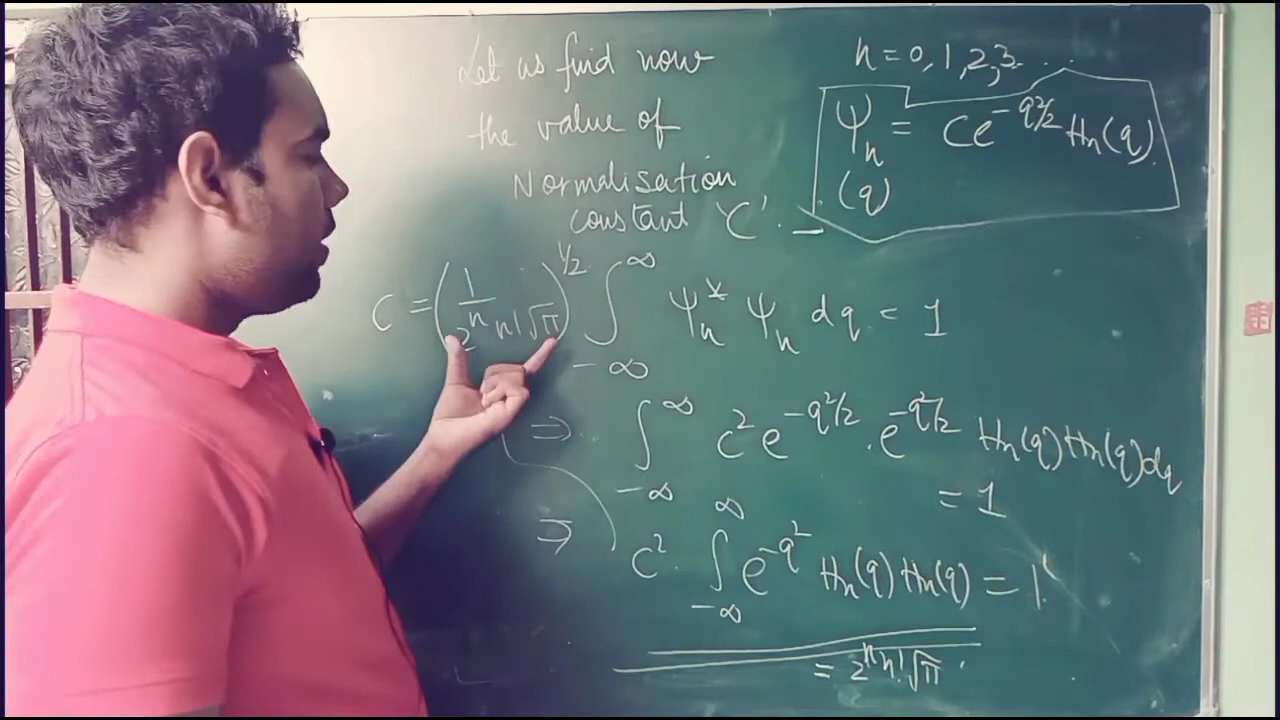 Let us find now
the value of
Normalisation
constant 'C'. –
n = 0, 1, 2, 3 ...
ψₙ(q) = Ce^{-q²/2} Hn(q).
C = (1/2ⁿ n!√π)^{1/2}
∫_{-∞}^{∞} ψₙ* ψₙ dq = 1
⇒ ∫_{-∞}^{∞} c² e^{-q²/2} . e^{-q²/2} Hn(q) Hn(q) dq
= 1
⇒ c² . ∫_{-∞}^{∞} e^{-q²} Hn(q) Hn(q) = 1.
= 2ⁿ n! √π .